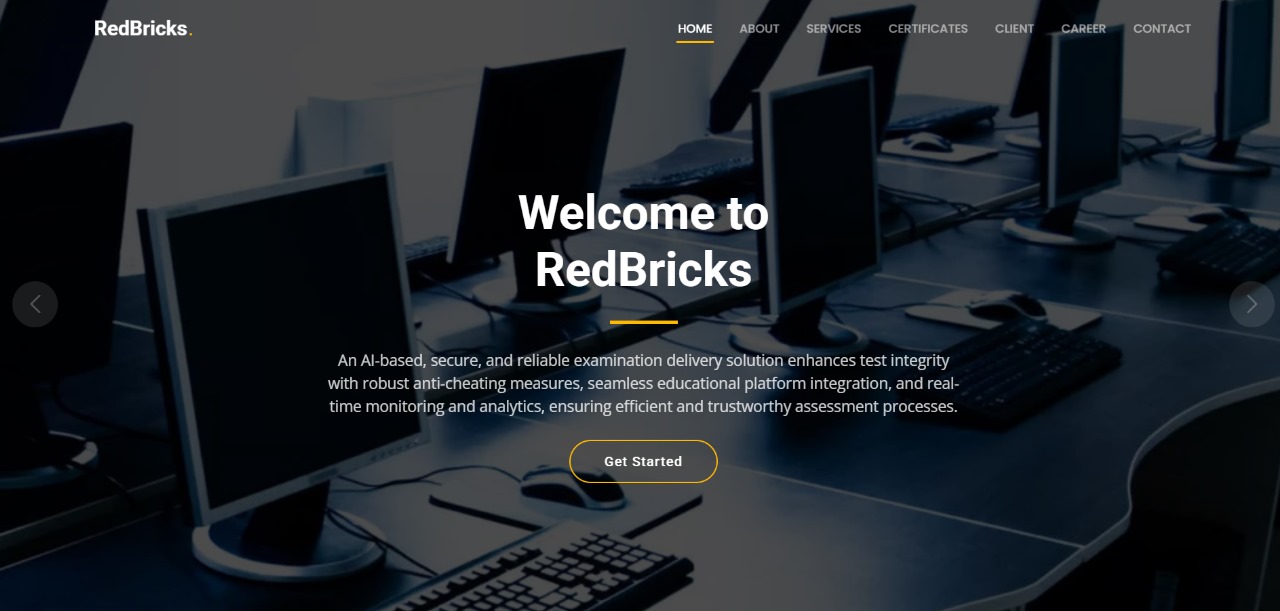 RedBricks.
HOME ABOUT SERVICES CERTIFICATES CLIENT CAREER CONTACT
Welcome to
RedBricks
An AI-based, secure, and reliable examination delivery solution enhances test integrity
with robust anti-cheating measures, seamless educational platform integration, and real-
time monitoring and analytics, ensuring efficient and trustworthy assessment processes.
Get Started